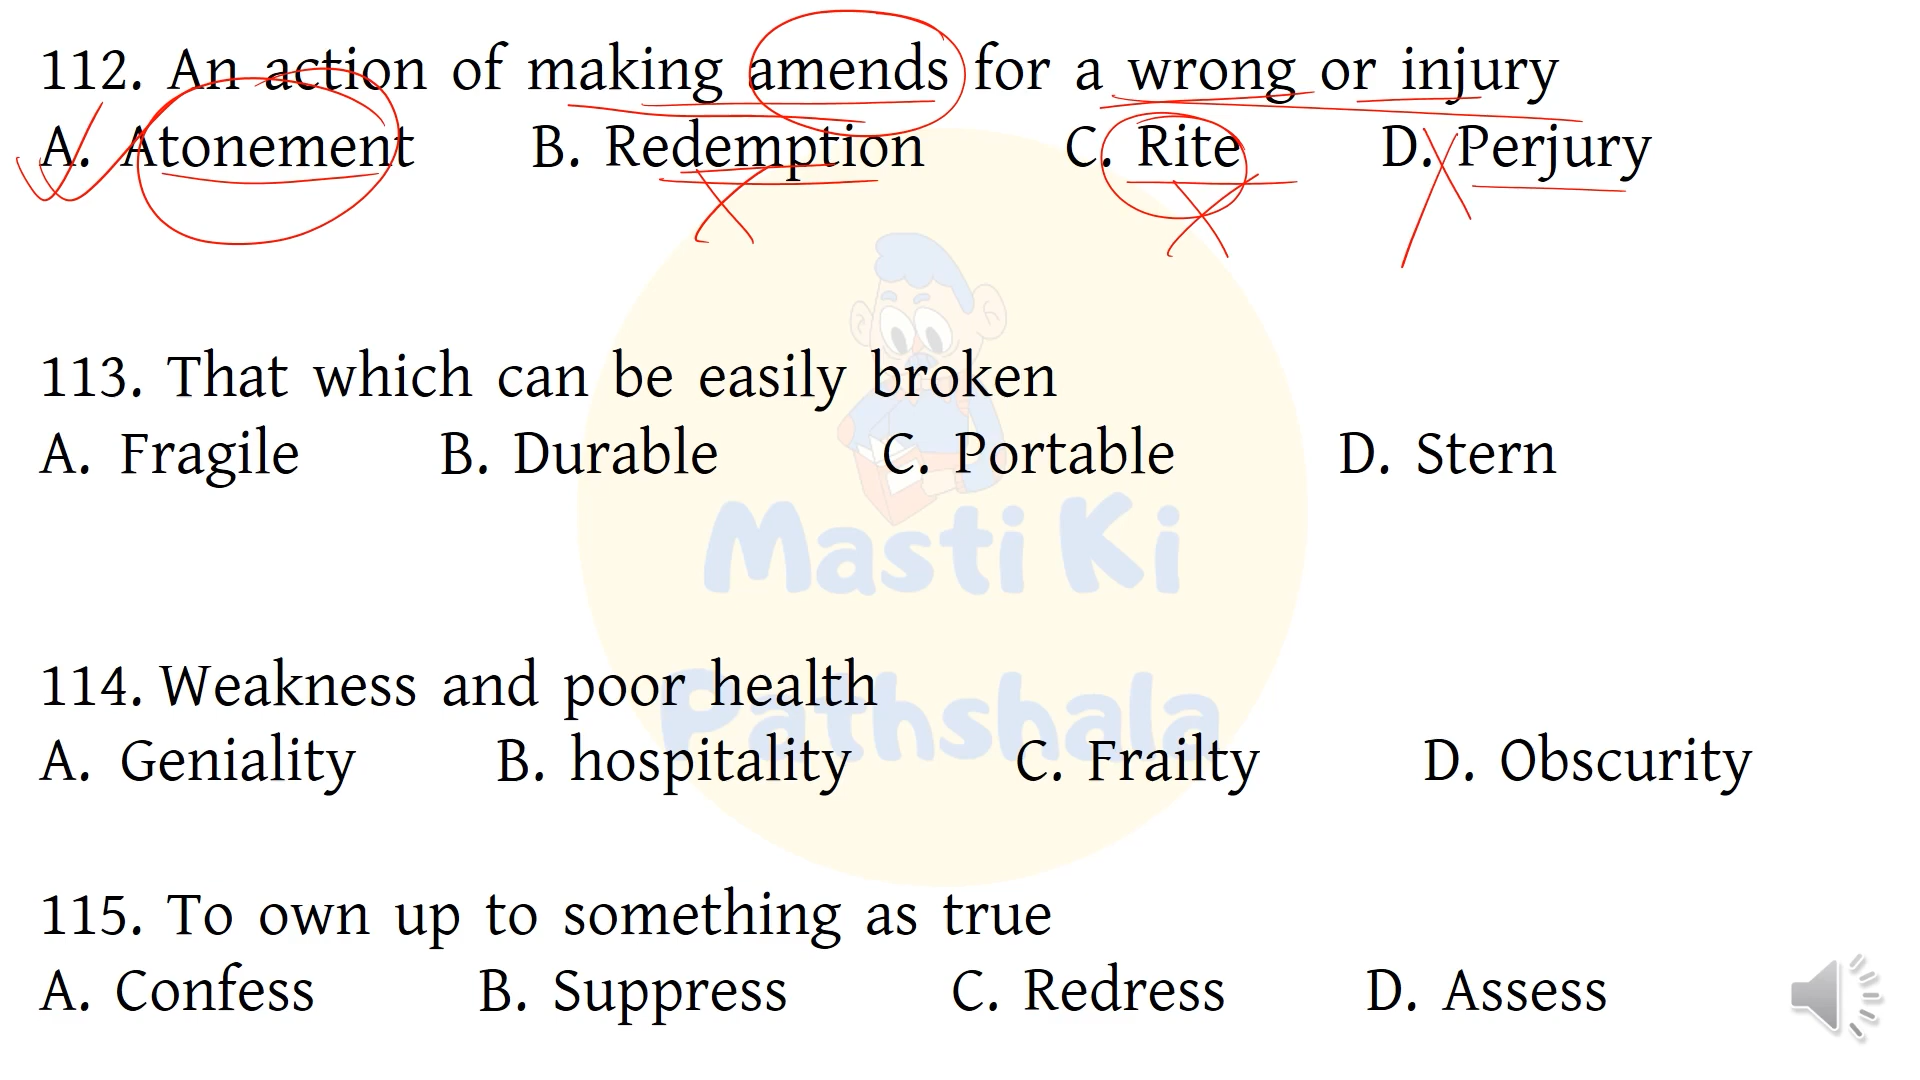 112. An action of making amends for a wrong or injury
A. Atonement B. Redemption C. Rite D. Perjury
113. That which can be easily broken
A. Fragile B. Durable C. Portable D. Stern
Masti Ki
Pathshala
114. Weakness and poor health
A. Geniality B. hospitality C. Frailty D. Obscurity
115. To own up to something as true
A. Confess B. Suppress C. Redress D. Assess